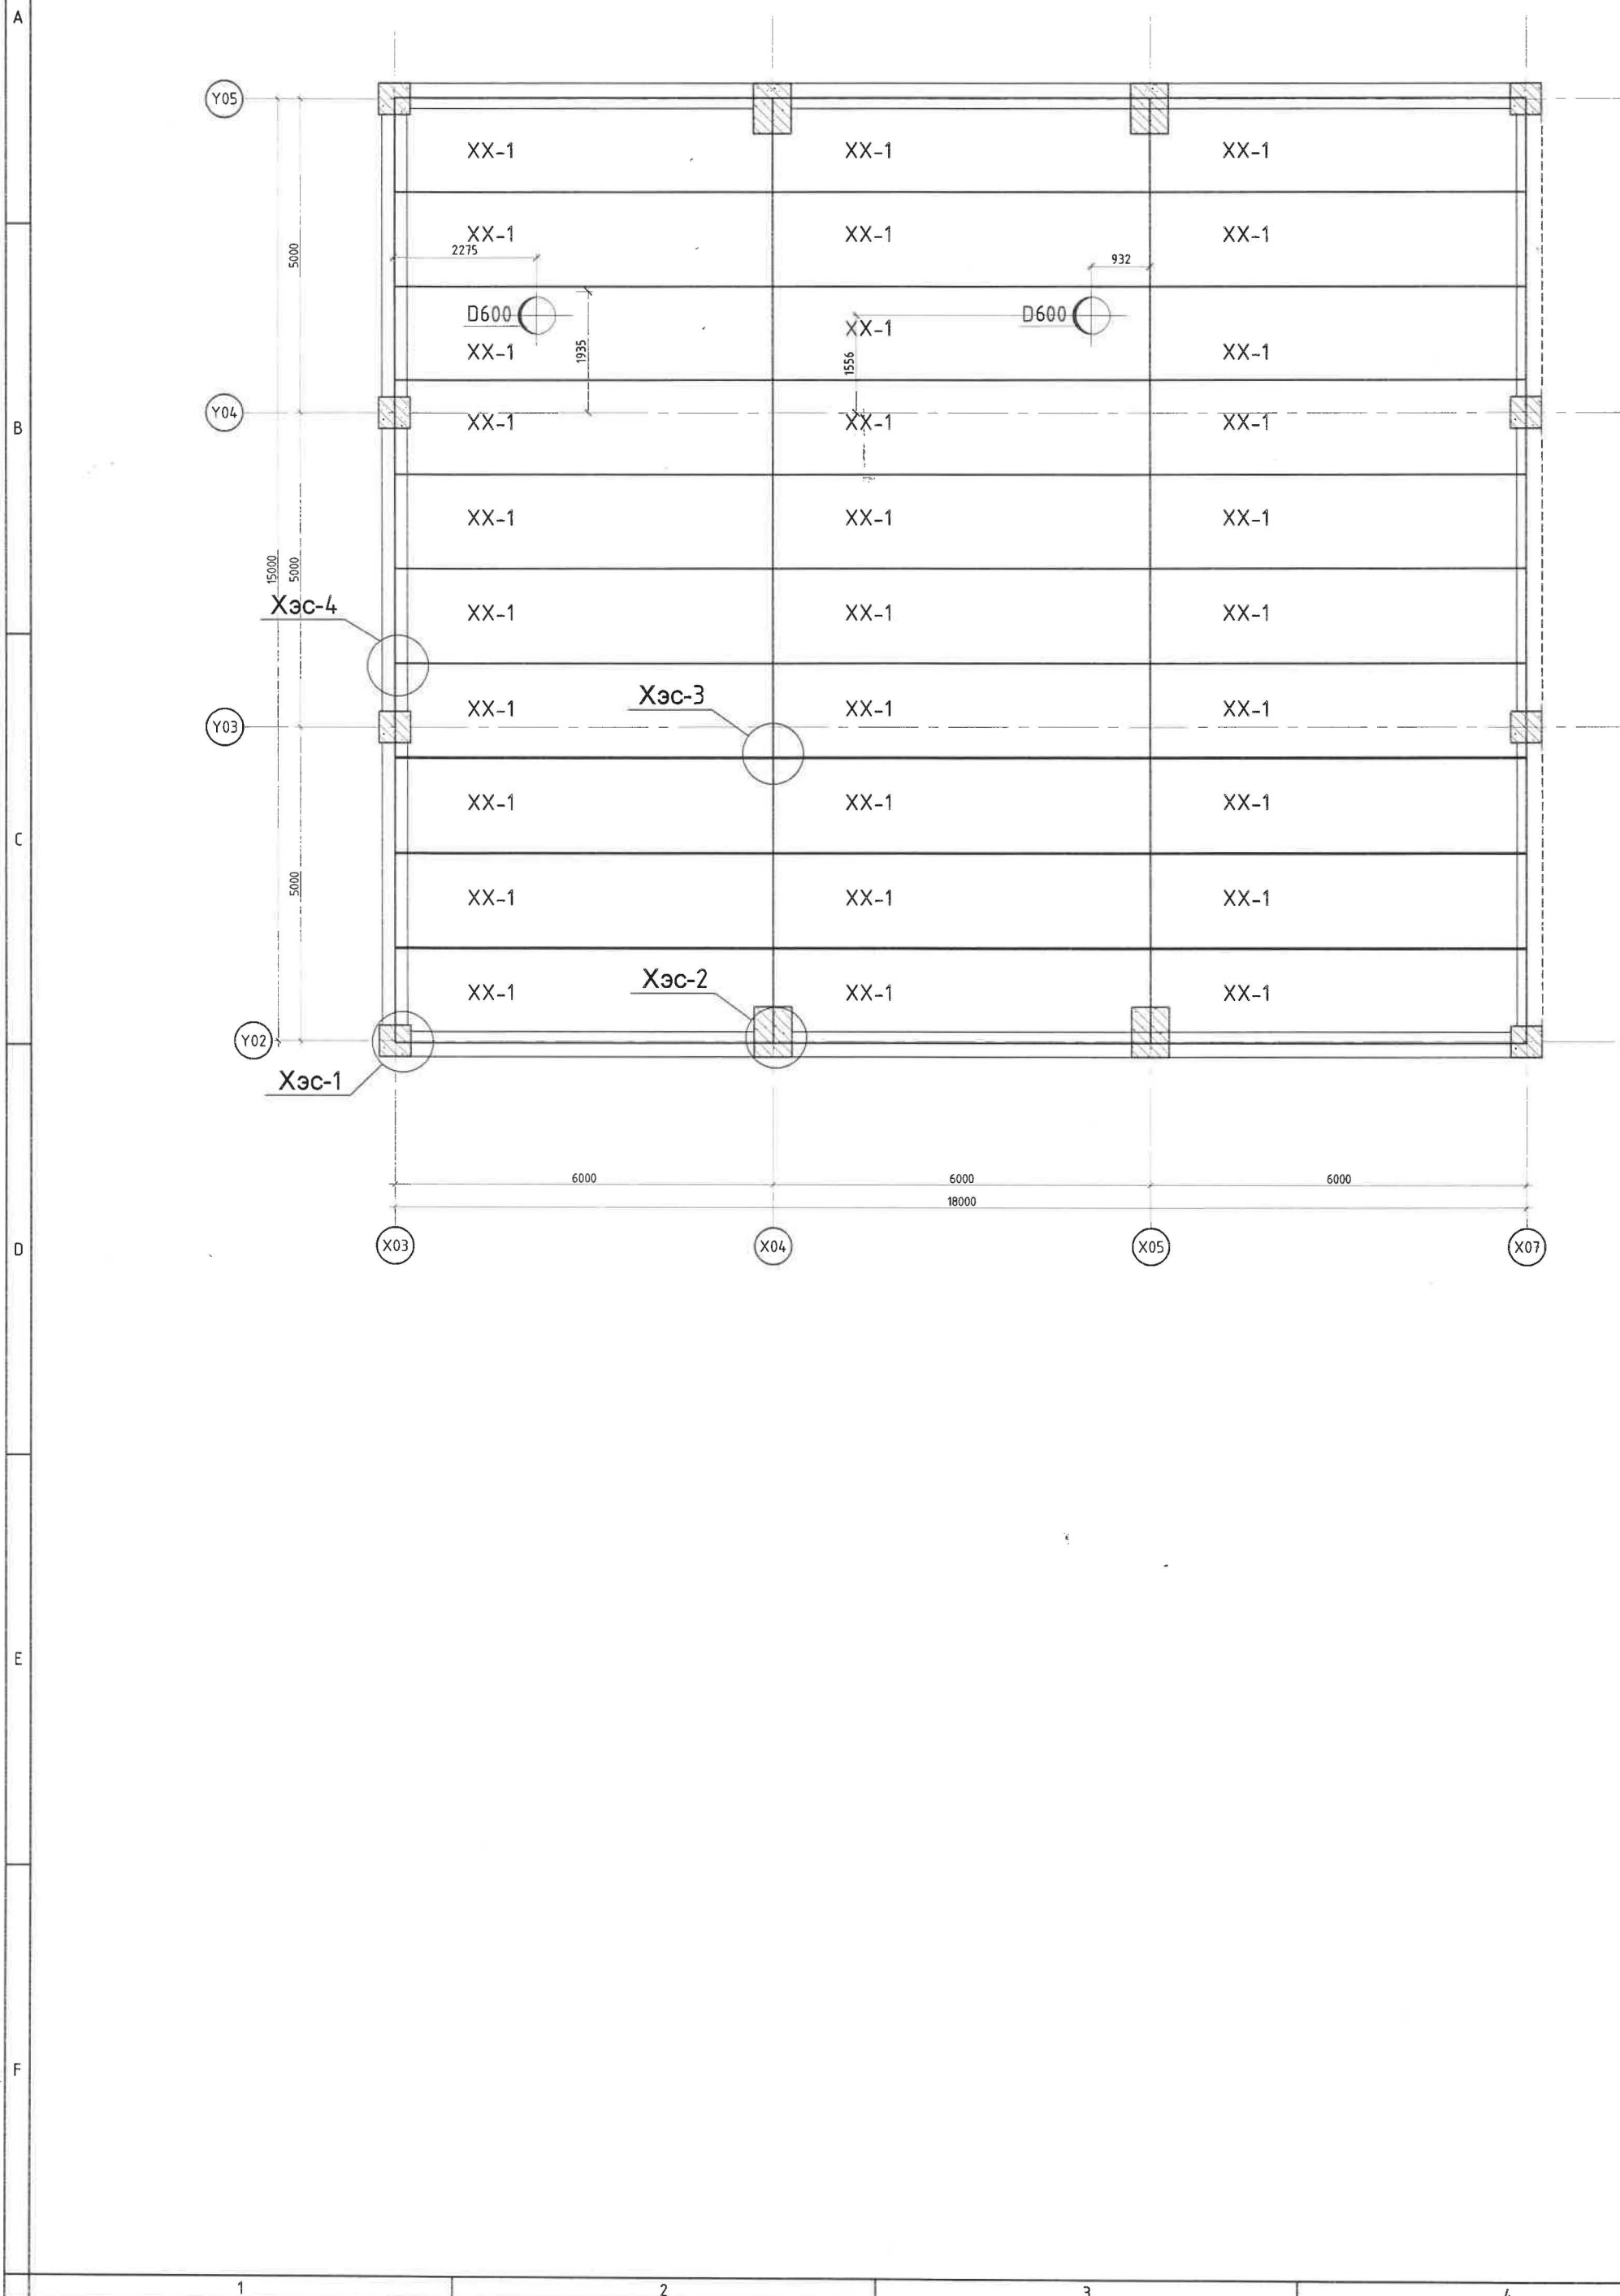 A
Y05
XX-1 XX-1 XX-1
XX-1 XX-1 XX-1
5000
2275
932
D600 D600
XX-1
XX-1 XX-1
1935
1556
Y04
B
XX-1 XX-1 XX-1
XX-1 XX-1 XX-1
15000
5000
Хэс-4
XX-1 XX-1 XX-1
Хэс-3
XX-1 XX-1 XX-1
Y03
XX-1 XX-1 XX-1
C
5000
XX-1 XX-1 XX-1
Хэс-2
XX-1 XX-1 XX-1
Y02
Хэс-1
6000 6000 6000
18000
D
X03 X04 X05 X07
E
F
1 2 3 4